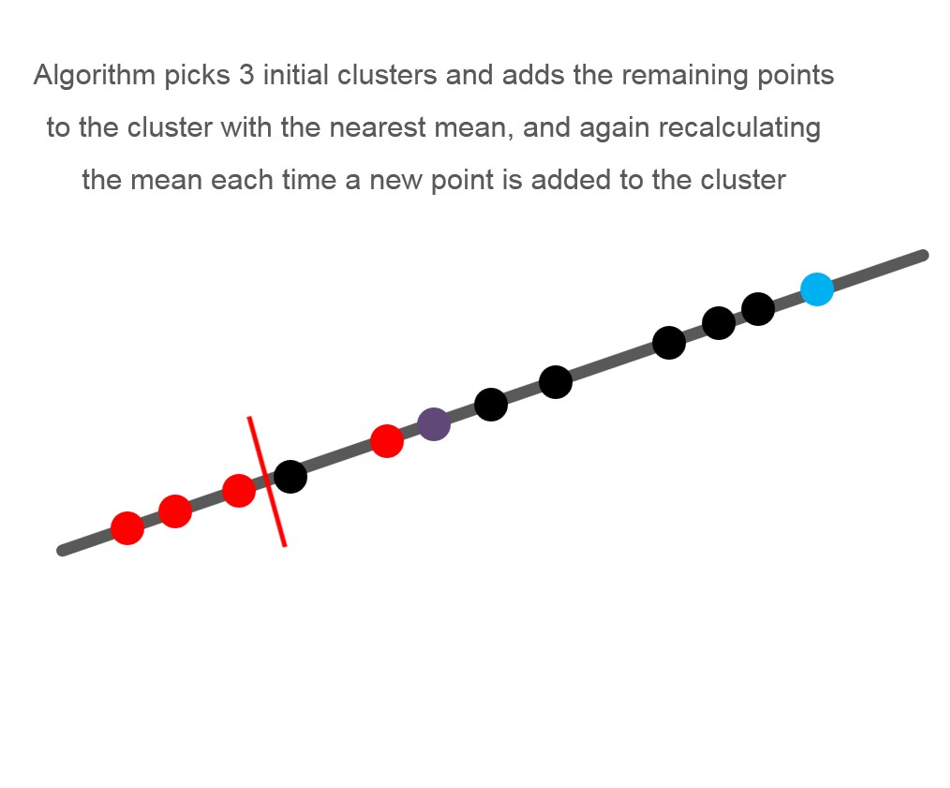 Algorithm picks 3 initial clusters and adds the remaining points
to the cluster with the nearest mean, and again recalculating
the mean each time a new point is added to the cluster